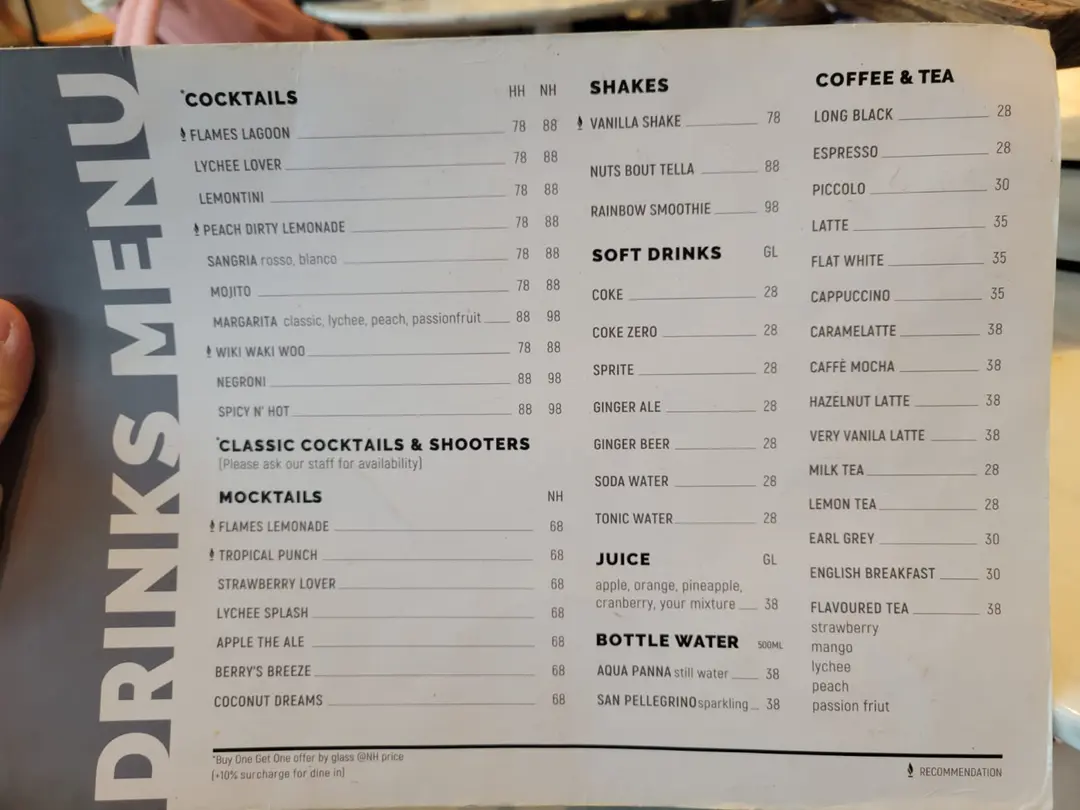 DRINKS MENU
*COCKTAILS HH NH
FLAMES LAGOON 78 88
LYCHEE LOVER 78 88
LEMONTINI 78 88
PEACH DIRTY LEMONADE 78 88
SANGRIA rosso, blanco 78 88
MOJITO 78 88
MARGARITA classic, lychee, peach, passionfruit 88 98
WIKI WAKI WOO 78 88
NEGRONI 88 98
SPICY N' HOT 88 98
*CLASSIC COCKTAILS & SHOOTERS
(Please ask our staff for availability)
MOCKTAILS NH
FLAMES LEMONADE 68
TROPICAL PUNCH 68
STRAWBERRY LOVER 68
LYCHEE SPLASH 68
APPLE THE ALE 68
BERRY'S BREEZE 68
COCONUT DREAMS 68
SHAKES
VANILLA SHAKE 78
NUTS BOUT TELLA 88
RAINBOW SMOOTHIE 98
SOFT DRINKS GL
COKE 28
COKE ZERO 28
SPRITE 28
GINGER ALE 28
GINGER BEER 28
SODA WATER 28
TONIC WATER 28
JUICE GL
apple, orange, pineapple,
cranberry, your mixture 38
BOTTLE WATER 500ML
AQUA PANNA still water 38
SAN PELLEGRINO sparkling 38
COFFEE & TEA
LONG BLACK 28
ESPRESSO 28
PICCOLO 30
LATTE 35
FLAT WHITE 35
CAPPUCCINO 35
CARAMELATTE 38
CAFFÈ MOCHA 38
HAZELNUT LATTE 38
VERY VANILA LATTE 38
MILK TEA 28
LEMON TEA 28
EARL GREY 30
ENGLISH BREAKFAST 30
FLAVOURED TEA 38
strawberry
mango
lychee
peach
passion friut
*Buy One Get One offer by glass @NH price
(+10% surcharge for dine in)
RECOMMENDATION